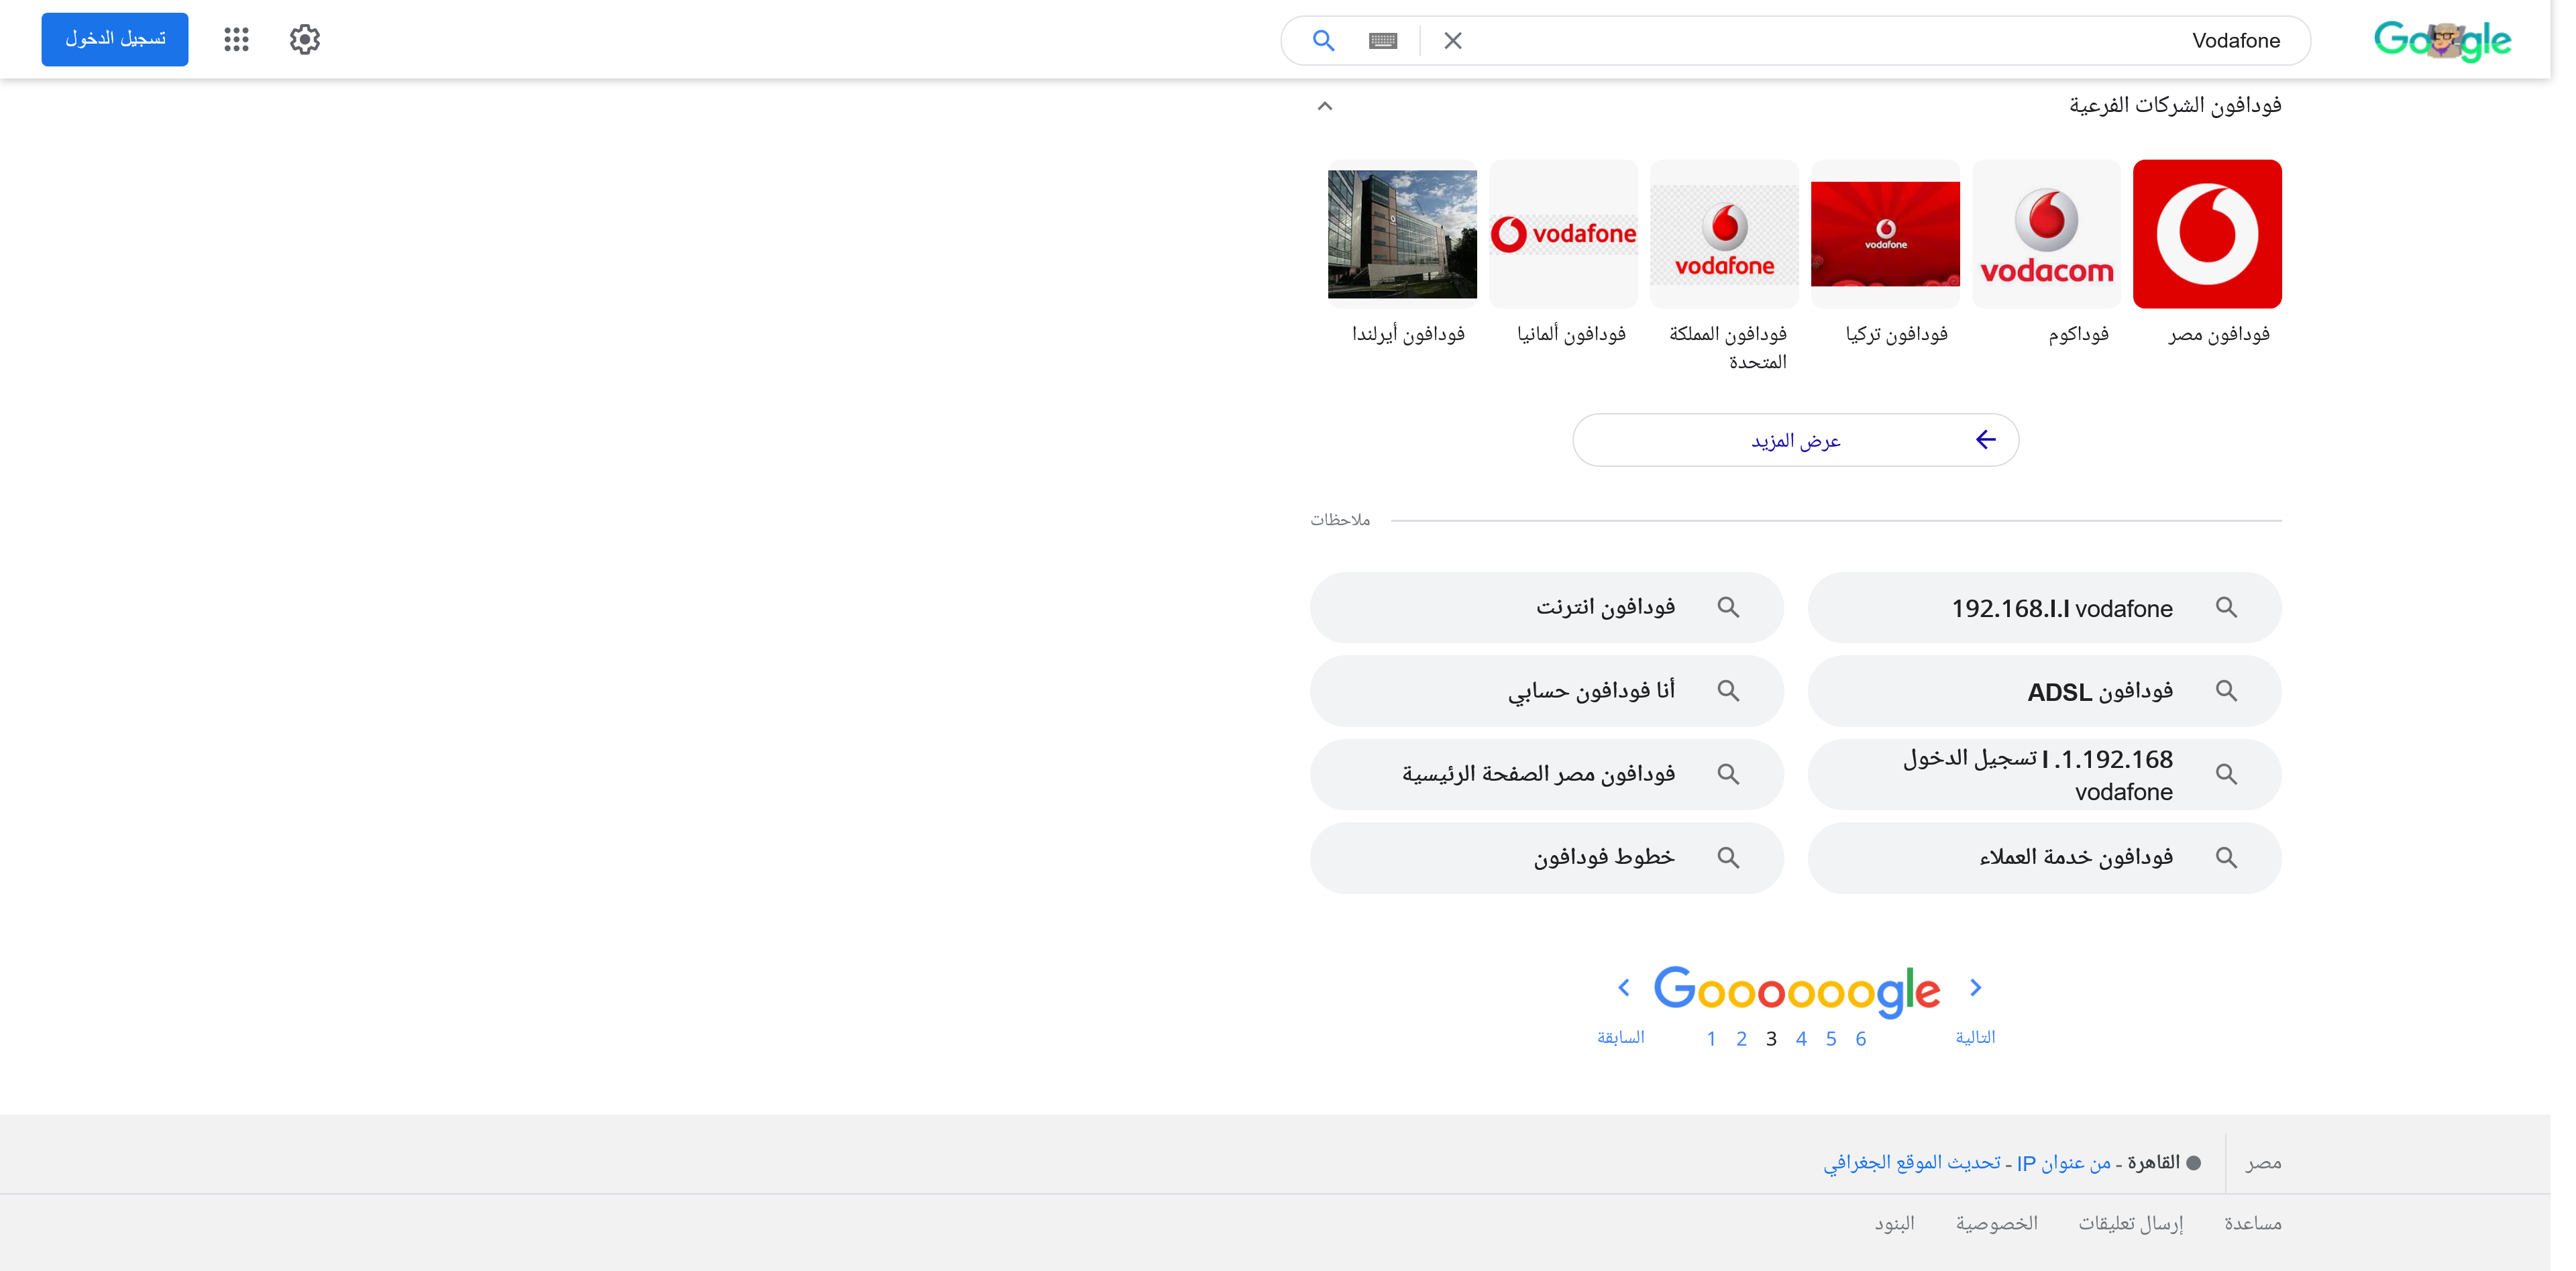 Google
Vodafone
تسجيل الدخول
فودافون الشركات الفرعية
vodacom
vodafone
vodafone
vodafone
فودافون مصر
فوداكوم
فودافون تركيا
فودافون المملكة
المتحدة
فودافون ألمانيا
فودافون أيرلندا
عرض المزيد
ملاحظات
192.168.l.l vodafone
فودافون انترنت
فودافون ADSL
أنا فودافون حسابي
1.192.168. l تسجيل الدخول
vodafone
فودافون مصر الصفحة الرئيسية
فودافون خدمة العملاء
خطوط فودافون
Goooooogle
السابقة 1 2 3 4 5 6 التالية
مصر
القاهرة - من عنوان IP - تحديث الموقع الجغرافي
مساعدة إرسال تعليقات الخصوصية البنود